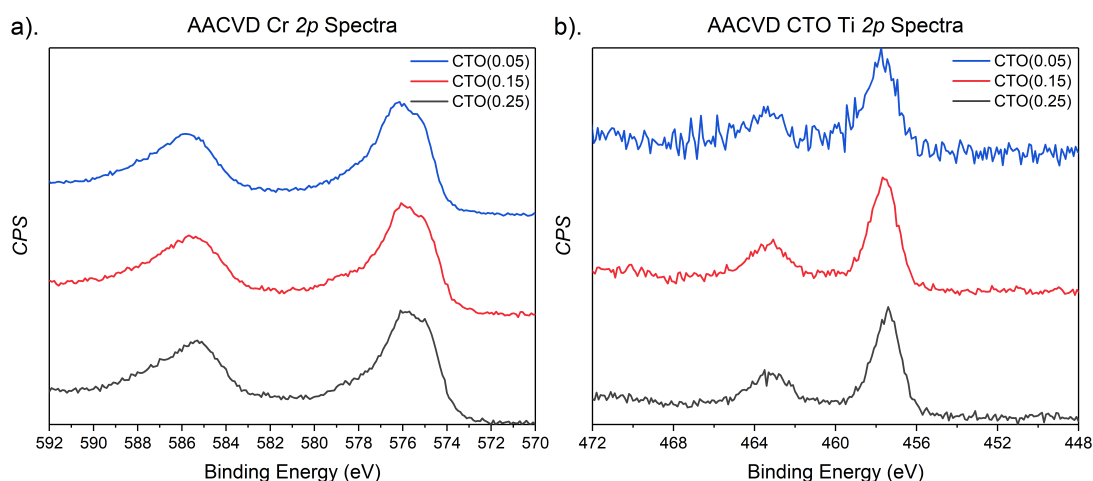 a).
AACVD Cr 2p Spectra
CTO(0.05)
CTO(0.15)
CTO(0.25)
CPS
592 590 588 586 584 582 580 578 576 574 572 570
Binding Energy (eV)
b).
AACVD CTO Ti 2p Spectra
CTO(0.05)
CTO(0.15)
CTO(0.25)
CPS
472 468 464 460 456 452 448
Binding Energy (eV)